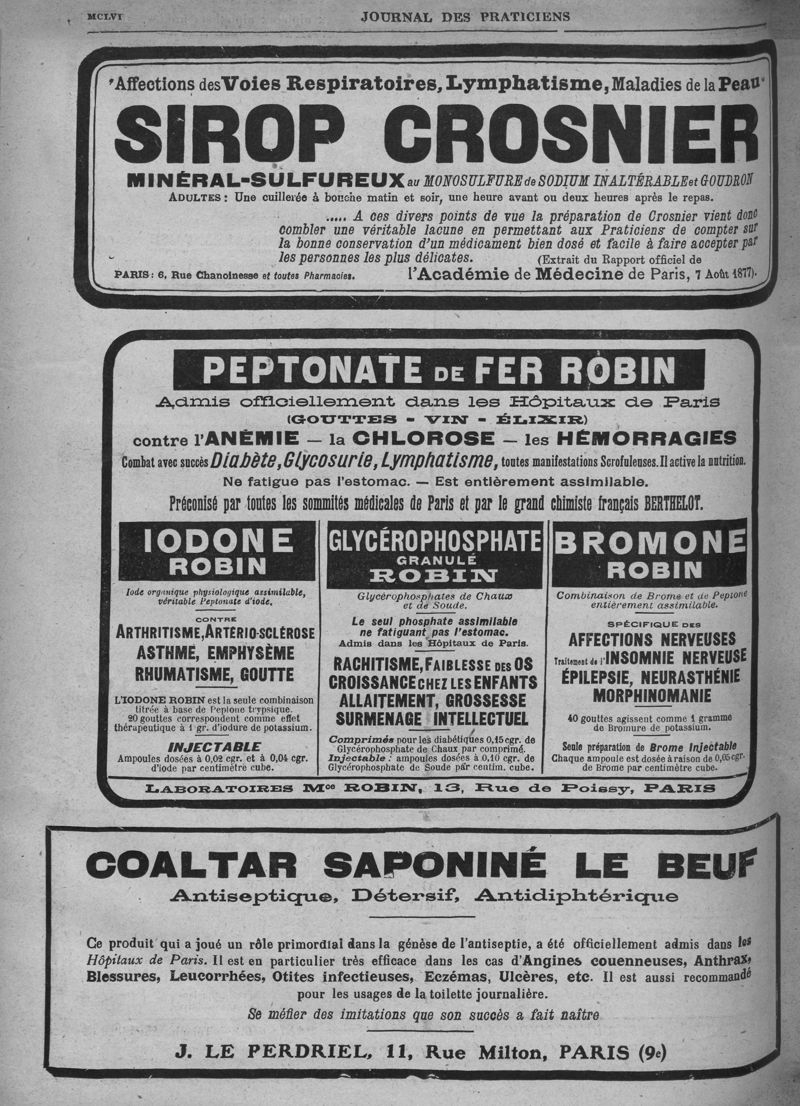 MCLVI
JOURNAL DES PRATICIENS
Affections des Voies Respiratoires, Lymphatisme, Maladies de la Peau
SIROP CROSNIER
MINÉRAL-SULFUREUX au MONOSULFURE de SODIUM INALTÉRABLE et GOUDRON
ADULTES : Une cuillerée à bouche matin et soir, une heure avant ou deux heures après le repas.
..... A ces divers points de vue la préparation de Crosnier vient donc
combler une véritable lacune en permettant aux Praticiens de compter sur
la bonne conservation d'un médicament bien dosé et facile à faire accepter par
les personnes les plus délicates. (Extrait du Rapport officiel de
PARIS : 6, Rue Chanoinesse et toutes Pharmacies. l'Académie de Médecine de Paris, 7 Août 1877).
PEPTONATE DE FER ROBIN
Admis officiellement dans les Hôpitaux de Paris
(GOUTTES - VIN - ÉLIXIR)
contre l'ANÉMIE — la CHLOROSE — les HÉMORRAGIES
Combat avec succès Diabète, Glycosurie, Lymphatisme, toutes manifestations Scrofuleuses. Il active la nutrition.
Ne fatigue pas l'estomac. — Est entièrement assimilable.
Préconisé par toutes les sommités médicales de Paris et par le grand chimiste français BERTHELOT.
IODONE
ROBIN
Iode organique physiologique assimilable,
véritable Peptonate d'iode.
CONTRE
ARTHRITISME, ARTÉRIO-SCLÉROSE
ASTHME, EMPHYSÈME
RHUMATISME, GOUTTE
L'IODONE ROBIN est la seule combinaison
titrée à base de Peptone trypsique.
20 gouttes correspondent comme effet
thérapeutique à 1 gr. d'iodure de potassium.
INJECTABLE
Ampoules dosées à 0,02 cgr. et à 0,04 cgr.
d'iode par centimètre cube.
GLYCÉROPHOSPHATE
GRANULÉ
ROBIN
Glycérophosphates de Chaux
et de Soude.
Le seul phosphate assimilable
ne fatiguant pas l'estomac.
Admis dans les Hôpitaux de Paris.
RACHITISME, FAIBLESSE DES OS
CROISSANCE CHEZ LES ENFANTS
ALLAITEMENT, GROSSESSE
SURMENAGE INTELLECTUEL
Comprimés pour les diabétiques 0,15 cgr. de
Glycérophosphate de Chaux par comprimé.
Injectable : ampoules dosées à 0,10 cgr. de
Glycérophosphate de Soude par centim. cube.
BROMONE
ROBIN
Combinaison de Brome et de Peptone
entièrement assimilable.
SPÉCIFIQUE DES
AFFECTIONS NERVEUSES
Traitement de l'INSOMNIE NERVEUSE
ÉPILEPSIE, NEURASTHÉNIE
MORPHINOMANIE
40 gouttes agissent comme 1 gramme
de Bromure de potassium.
Seule préparation de Brome Injectable
Chaque ampoule est dosée à raison de 0,05 cgr.
de Brome par centimètre cube.
LABORATOIRES Mce ROBIN, 13, Rue de Poissy, PARIS
COALTAR SAPONINÉ LE BEUF
Antiseptique, Détersif, Antidiphtérique
Ce produit qui a joué un rôle primordial dans la génèse de l'antiseptie, a été officiellement admis dans les
Hôpitaux de Paris. Il est en particulier très efficace dans les cas d'Angines couenneuses, Anthrax,
Blessures, Leucorrhées, Otites infectieuses, Eczémas, Ulcères, etc. Il est aussi recommandé
pour les usages de la toilette journalière.
Se méfier des imitations que son succès a fait naître
J. LE PERDRIEL, 11, Rue Milton, PARIS (9e)